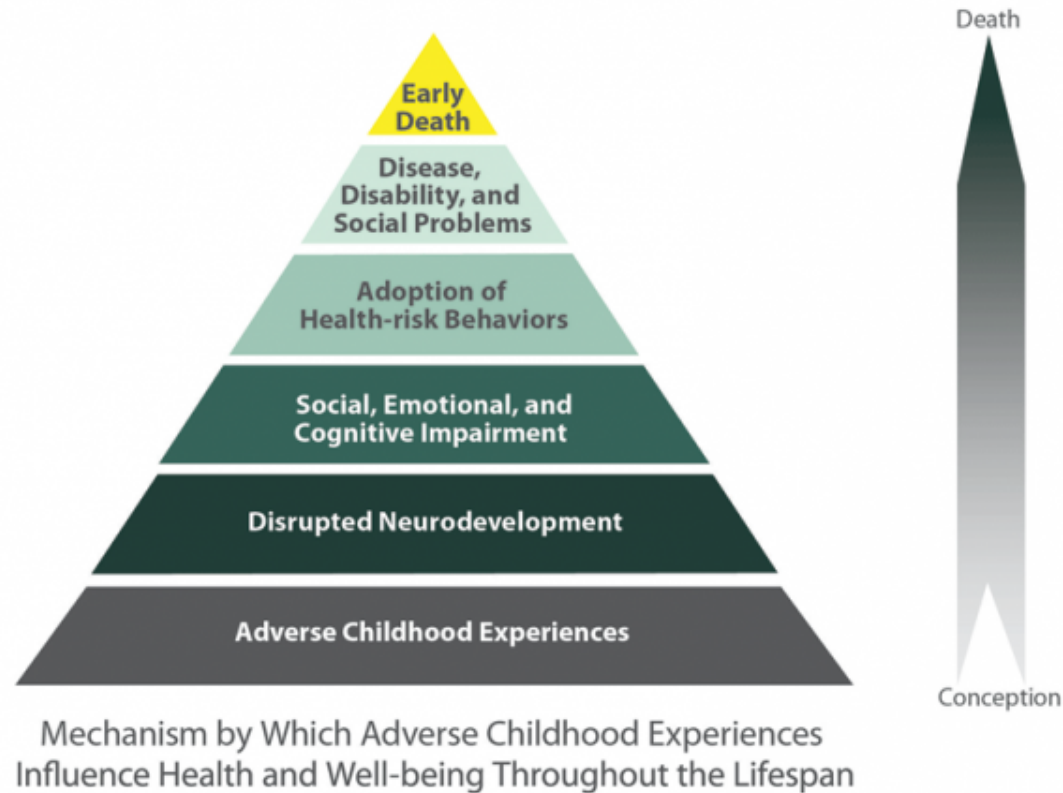 Death
Early
Death
Disease,
Disability, and
Social Problems
Adoption of
Health-risk Behaviors
Social, Emotional, and
Cognitive Impairment
Disrupted Neurodevelopment
Adverse Childhood Experiences
Conception
Mechanism by Which Adverse Childhood Experiences
Influence Health and Well-being Throughout the Lifespan